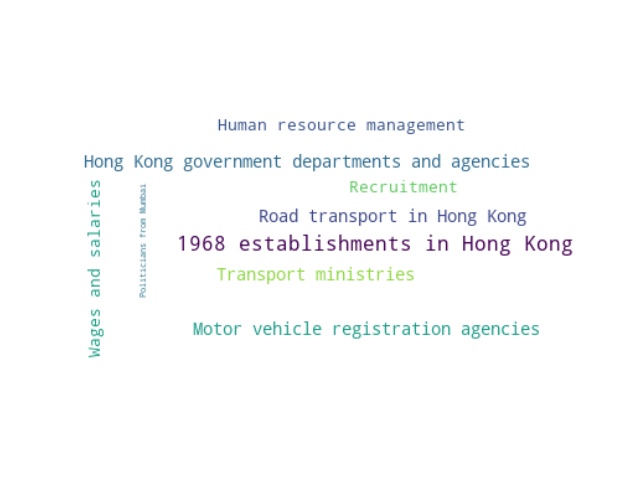 Human resource management
Hong Kong government departments and agencies
Recruitment
Wages and salaries
Politicians from Mumbai
Road transport in Hong Kong
1968 establishments in Hong Kong
Transport ministries
Motor vehicle registration agencies